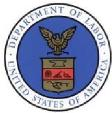 DEPARTMENT OF LABOR
UNITED STATES OF AMERICA